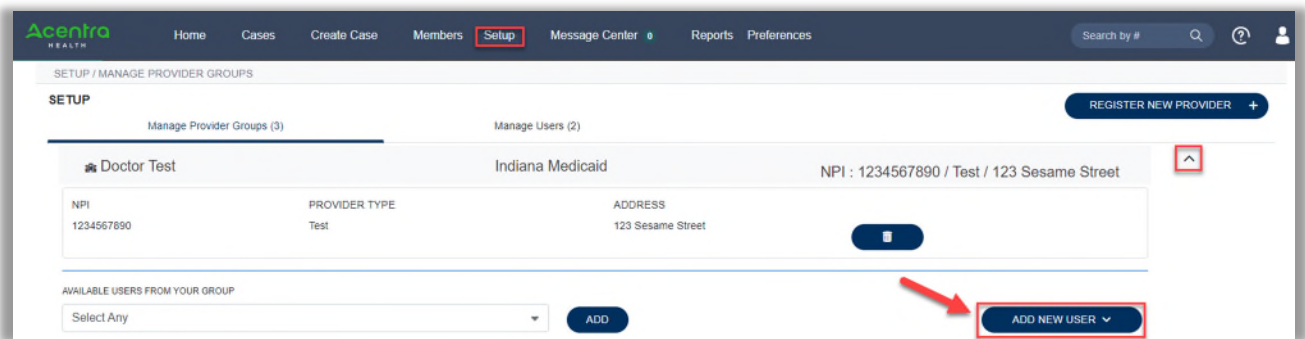 Acentra HEALTH Home Cases Create Case Members Setup Message Center 0 Reports Preferences Search by #
SETUP / MANAGE PROVIDER GROUPS
SETUP
REGISTER NEW PROVIDER +
Manage Provider Groups (3) Manage Users (2)
Doctor Test Indiana Medicaid NPI : 1234567890 / Test / 123 Sesame Street
NPI PROVIDER TYPE ADDRESS
1234567890 Test 123 Sesame Street
AVAILABLE USERS FROM YOUR GROUP
Select Any ADD ADD NEW USER